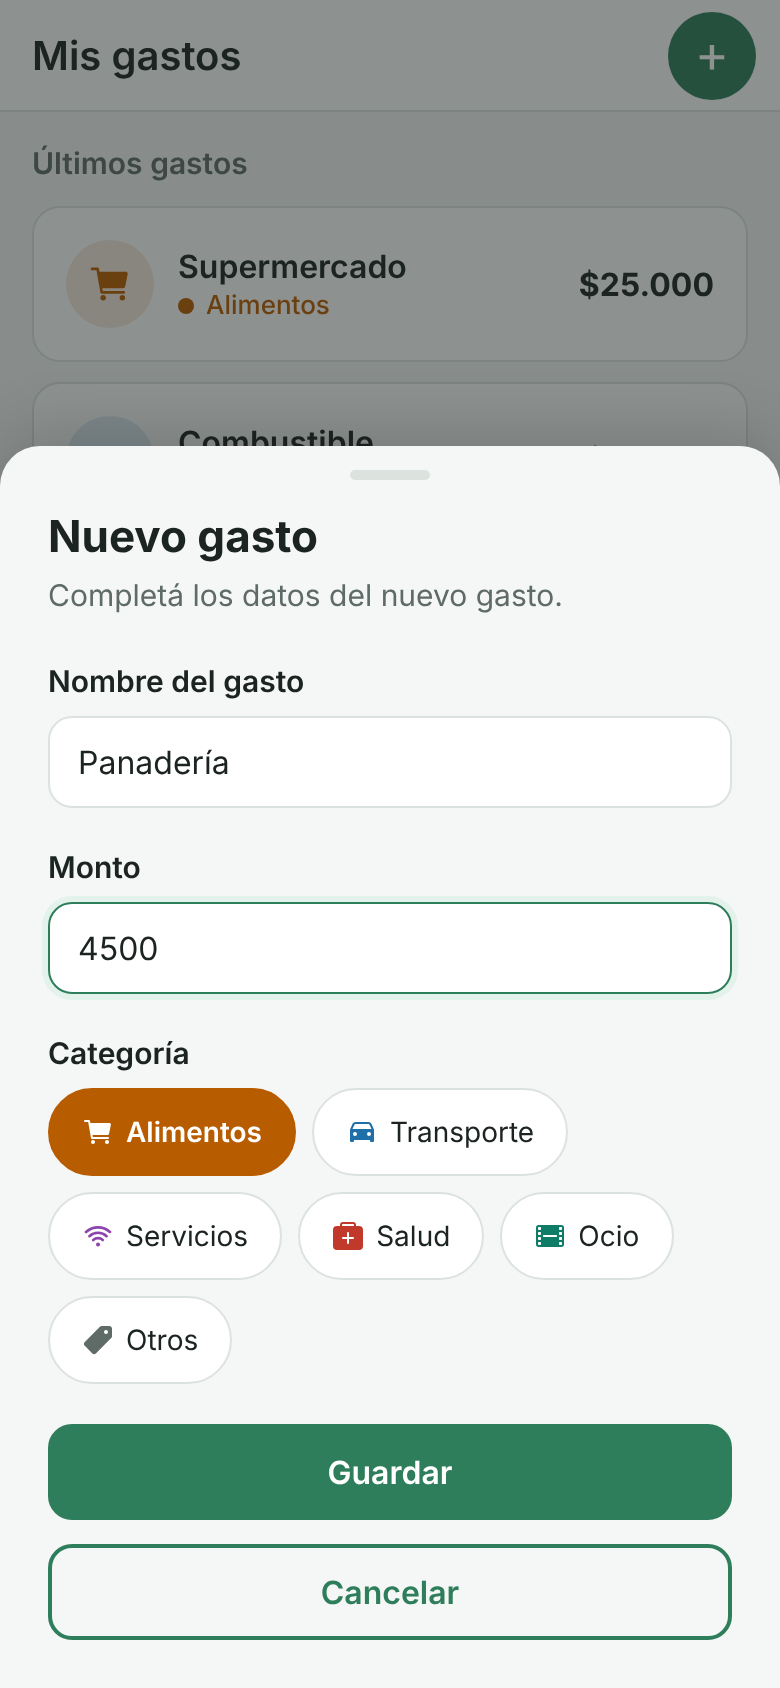 Mis gastos
+
Últimos gastos
Supermercado
Alimentos
$25.000
Combustible
Nuevo gasto
Completá los datos del nuevo gasto.
Nombre del gasto
Panadería
Monto
4500
Categoría
Alimentos
Transporte
Servicios
Salud
Ocio
Otros
Guardar
Cancelar